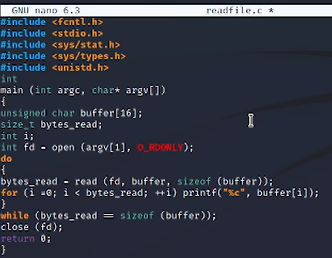 GNU nano 6.3 readfile.c *
#include <fcntl.h>
#include <stdio.h>
#include <sys/stat.h>
#include <sys/types.h>
#include <unistd.h>
int
main (int argc, char* argv[])
{
unsigned char buffer[16];
size_t bytes_read;
int i;
int fd = open (argv[1], O_RDONLY);
do
{
bytes_read = read (fd, buffer, sizeof (buffer));
for (i =0; i < bytes_read; ++i) printf("%c", buffer[i]);
}
while (bytes_read == sizeof (buffer));
close (fd);
return 0;
}